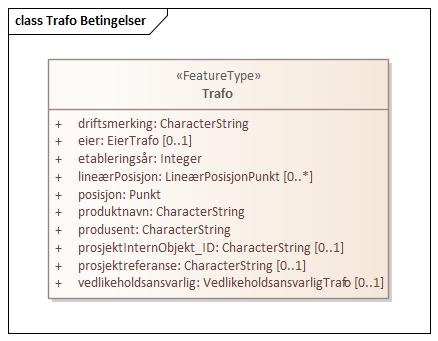 class Trafo Betingelser
«FeatureType»
Trafo
+ driftsmerking: CharacterString
+ eier: EierTrafo [0..1]
+ etableringsår: Integer
+ lineærPosisjon: LineærPosisjonPunkt [0..*]
+ posisjon: Punkt
+ produktnavn: CharacterString
+ produsent: CharacterString
+ prosjektInternObjekt_ID: CharacterString [0..1]
+ prosjektreferanse: CharacterString [0..1]
+ vedlikeholdsansvarlig: VedlikeholdsansvarligTrafo [0..1]